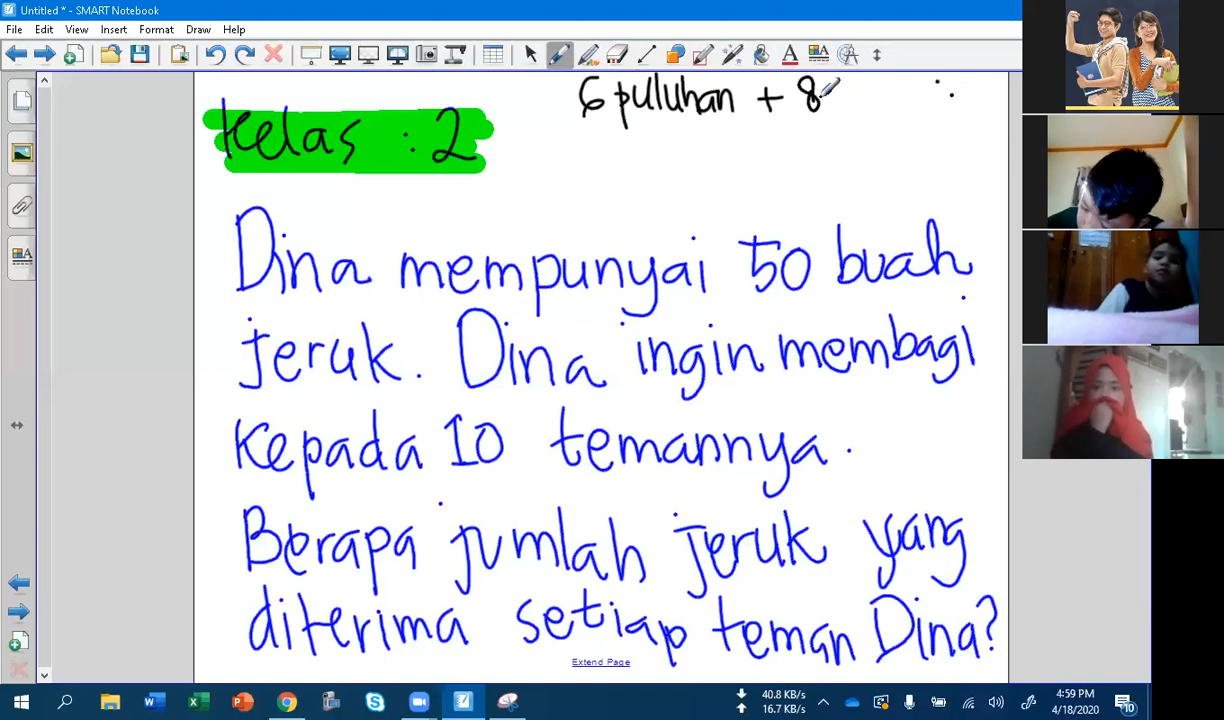 Untitled * - SMART Notebook
File Edit View Insert Format Draw Help
6 puluhan + 8
kelas : 2
Dina mempunyai 50 buah
jeruk. Dina ingin membagi
kepada 10 temannya.
Berapa jumlah jeruk yang
diterima setiap teman Dina?
Extend Page
40.8 KB/s
16.7 KB/s
4:59 PM
4/18/2020
10